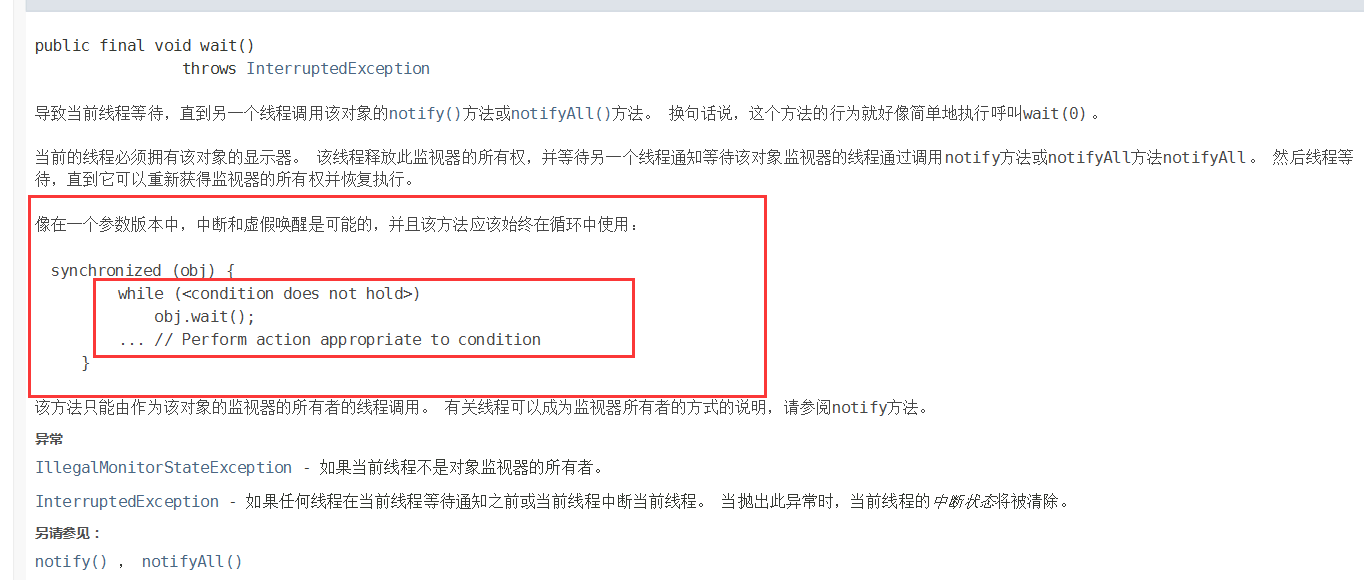 public final void wait()
throws InterruptedException
导致当前线程等待，直到另一个线程调用该对象的notify()方法或notifyAll()方法。 换句话说，这个方法的行为就好像简单地执行呼叫wait(0) 。
当前的线程必须拥有该对象的显示器。 该线程释放此监视器的所有权，并等待另一个线程通知等待该对象监视器的线程通过调用notify方法或notifyAll方法notifyAll 。 然后线程等
待，直到它可以重新获得监视器的所有权并恢复执行。
像在一个参数版本中，中断和虚假唤醒是可能的，并且该方法应该始终在循环中使用：
synchronized (obj) {
while (<condition does not hold>)
obj.wait();
... // Perform action appropriate to condition
}
该方法只能由作为该对象的监视器的所有者的线程调用。 有关线程可以成为监视器所有者的方式的说明，请参阅notify方法。
异常
IllegalMonitorStateException - 如果当前线程不是对象监视器的所有者。
InterruptedException - 如果任何线程在当前线程等待通知之前或当前线程中断当前线程。 当抛出此异常时，当前线程的中断状态将被清除。
另请参见：
notify() ， notifyAll()